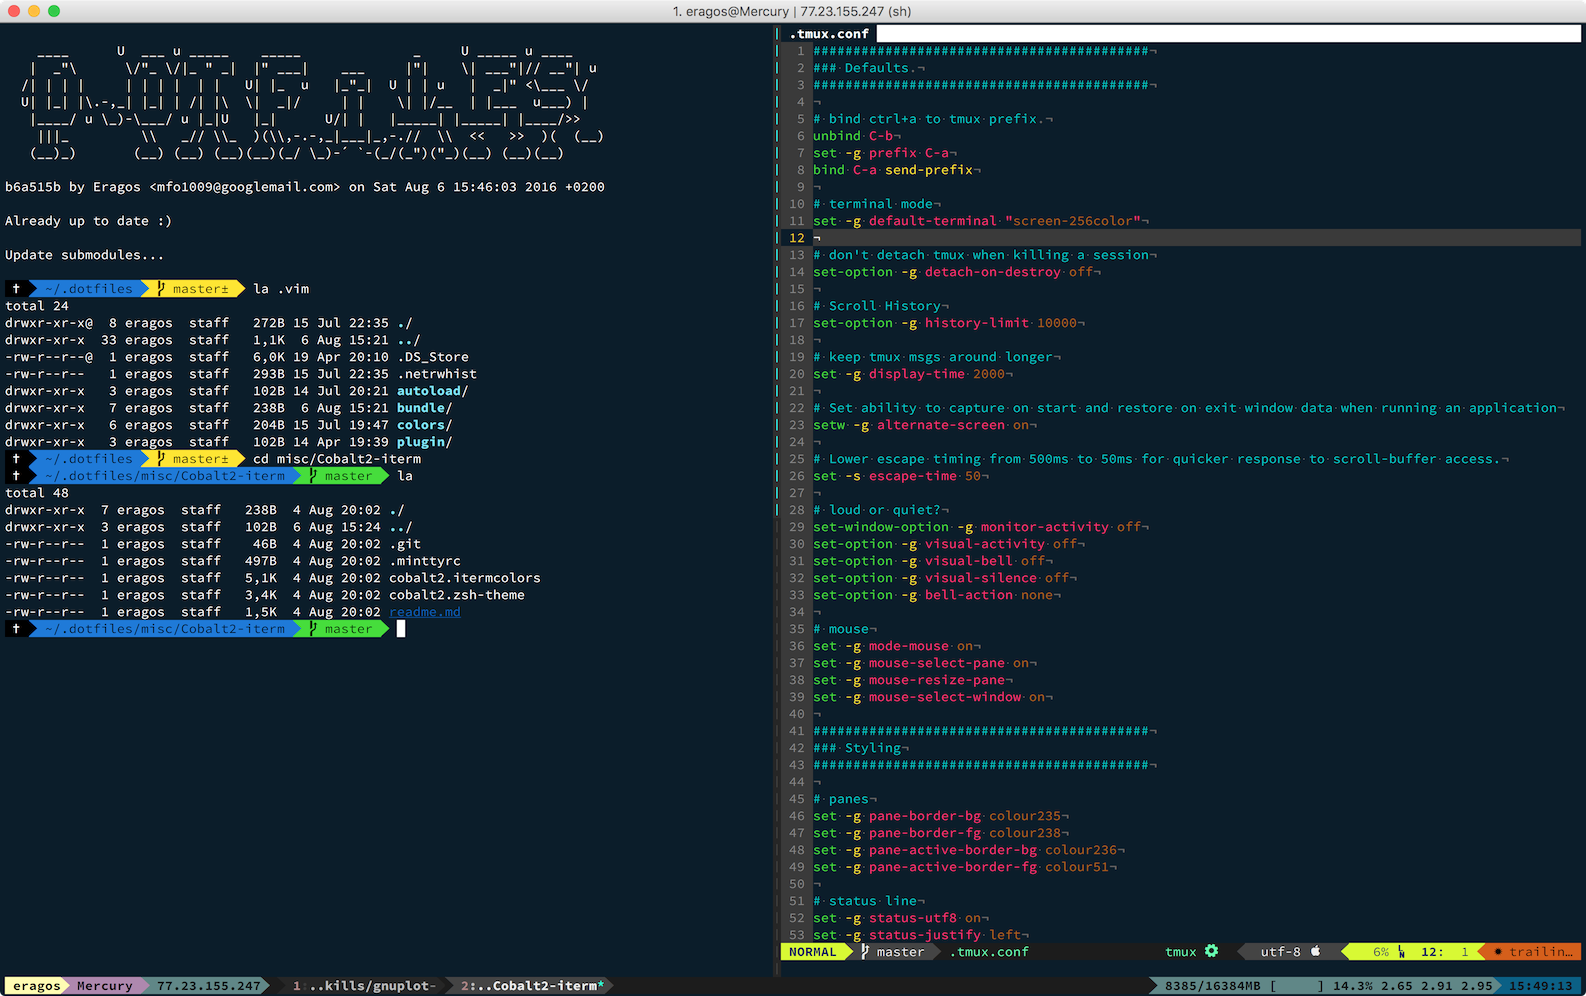 1. eragos@Mercury | 77.23.155.247 (sh)
b6a515b by Eragos <mfo1009@googlemail.com> on Sat Aug 6 15:46:03 2016 +0200
Already up to date :)
Update submodules...
† ~/.dotfiles master± la .vim
total 24
drwxr-xr-x@  8 eragos  staff   272B 15 Jul 22:35 ./
drwxr-xr-x  33 eragos  staff   1,1K  6 Aug 15:21 ../
-rw-r--r--@  1 eragos  staff   6,0K 19 Apr 20:10 .DS_Store
-rw-r--r--   1 eragos  staff   293B 15 Jul 22:35 .netrwhist
drwxr-xr-x   3 eragos  staff   102B 14 Jul 20:21 autoload/
drwxr-xr-x   7 eragos  staff   238B  6 Aug 15:21 bundle/
drwxr-xr-x   6 eragos  staff   204B 15 Jul 19:47 colors/
drwxr-xr-x   3 eragos  staff   102B 14 Apr 19:39 plugin/
† ~/.dotfiles master± cd misc/Cobalt2-iterm
† ~/.dotfiles/misc/Cobalt2-iterm master la
total 48
drwxr-xr-x  7 eragos  staff   238B  4 Aug 20:02 ./
drwxr-xr-x  3 eragos  staff   102B  6 Aug 15:24 ../
-rw-r--r--  1 eragos  staff    46B  4 Aug 20:02 .git
-rw-r--r--  1 eragos  staff   497B  4 Aug 20:02 .minttyrc
-rw-r--r--  1 eragos  staff   5,1K  4 Aug 20:02 cobalt2.itermcolors
-rw-r--r--  1 eragos  staff   3,4K  4 Aug 20:02 cobalt2.zsh-theme
-rw-r--r--  1 eragos  staff   1,5K  4 Aug 20:02 readme.md
† ~/.dotfiles/misc/Cobalt2-iterm master
.tmux.conf
1 ##########################################¬
2 ###·Defaults.¬
3 ##########################################¬
4 ¬
5 #·bind·ctrl+a·to·tmux·prefix.¬
6 unbind·C-b¬
7 set·-g·prefix·C-a¬
8 bind·C-a·send-prefix¬
9 ¬
10 #·terminal·mode¬
11 set·-g·default-terminal·"screen-256color"¬
12 ¬
13 #·don't·detach·tmux·when·killing·a·session¬
14 set-option·-g·detach-on-destroy·off¬
15 ¬
16 #·Scroll·History¬
17 set-option·-g·history-limit·10000¬
18 ¬
19 #·keep·tmux·msgs·around·longer¬
20 set·-g·display-time·2000¬
21 ¬
22 #·Set·ability·to·capture·on·start·and·restore·on·exit·window·data·when·running·an·application¬
23 setw·-g·alternate-screen·on¬
24 ¬
25 #·Lower·escape·timing·from·500ms·to·50ms·for·quicker·response·to·scroll-buffer·access.¬
26 set·-s·escape-time·50¬
27 ¬
28 #·loud·or·quiet?¬
29 set-window-option·-g·monitor-activity·off¬
30 set-option·-g·visual-activity·off¬
31 set-option·-g·visual-bell·off¬
32 set-option·-g·visual-silence·off¬
33 set-option·-g·bell-action·none¬
34 ¬
35 #·mouse¬
36 set·-g·mode-mouse·on¬
37 set·-g·mouse-select-pane·on¬
38 set·-g·mouse-resize-pane¬
39 set·-g·mouse-select-window·on¬
40 ¬
41 ##########################################¬
42 ###·Styling¬
43 ##########################################¬
44 ¬
45 #·panes¬
46 set·-g·pane-border-bg·colour235¬
47 set·-g·pane-border-fg·colour238¬
48 set·-g·pane-active-border-bg·colour236¬
49 set·-g·pane-active-border-fg·colour51¬
50 ¬
51 #·status·line¬
52 set·-g·status-utf8·on¬
53 set·-g·status-justify·left¬
NORMAL master .tmux.conf tmux utf-8 6% LN 12: 1 trailin…
eragos Mercury 77.23.155.247 1:..kills/gnuplot- 2:..Cobalt2-iterm* 8385/16384MB [     ] 14.3% 2.65 2.91 2.95 15:49:13